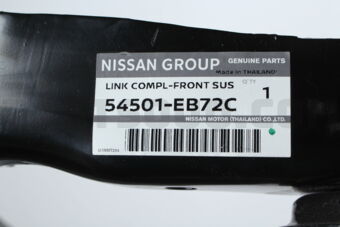 NISSAN GROUP GENUINE PARTS
Made in THAILAND
LINK COMPL-FRONT SUS Q'TY
54501-EB72C 1
NISSAN MOTOR (THAILAND) CO.,LTD.